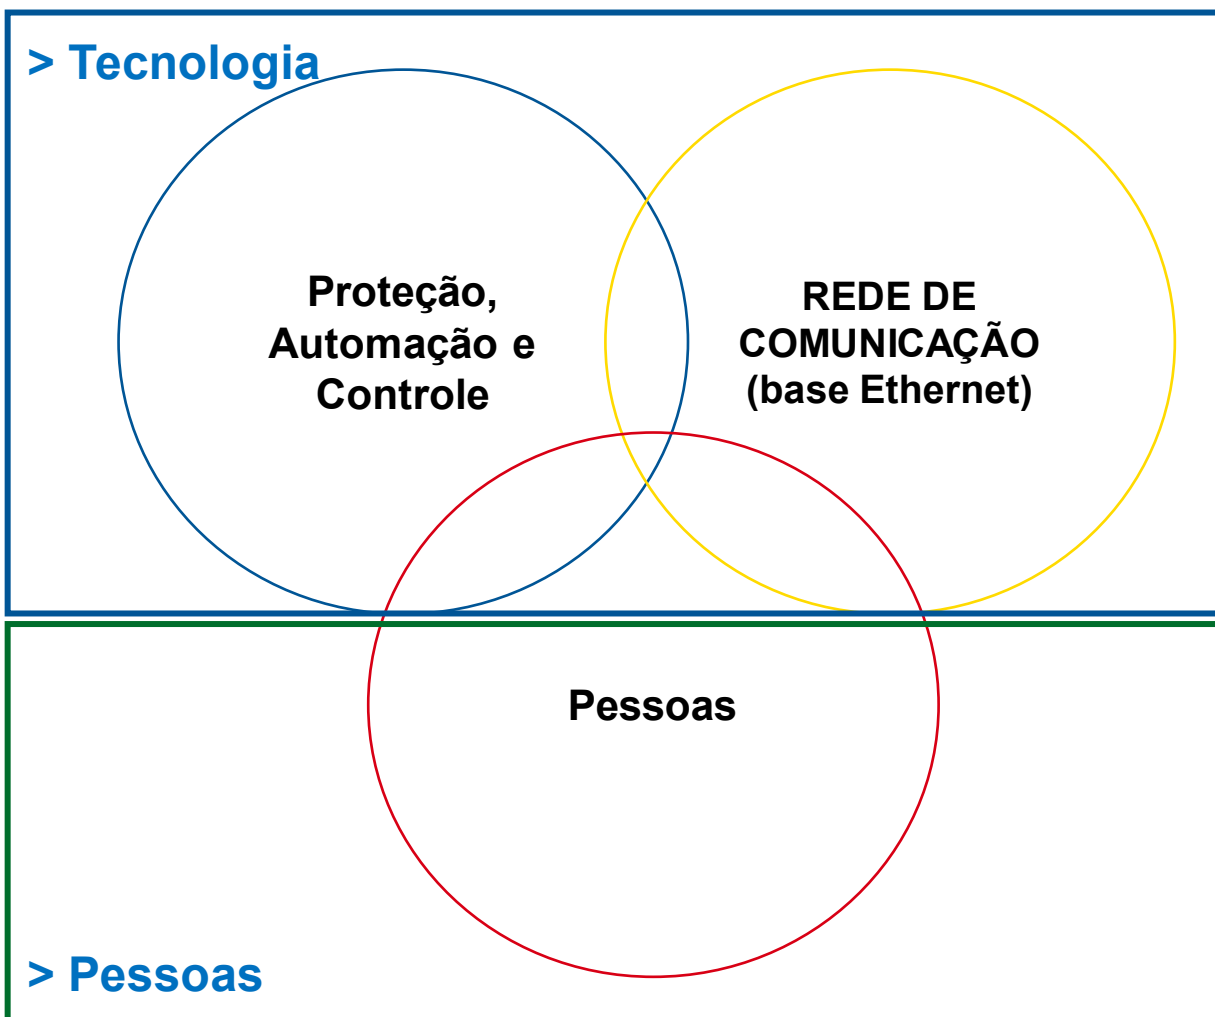 > Tecnologia
Proteção,
Automação e
Controle
REDE DE
COMUNICAÇÃO
(base Ethernet)
Pessoas
> Pessoas